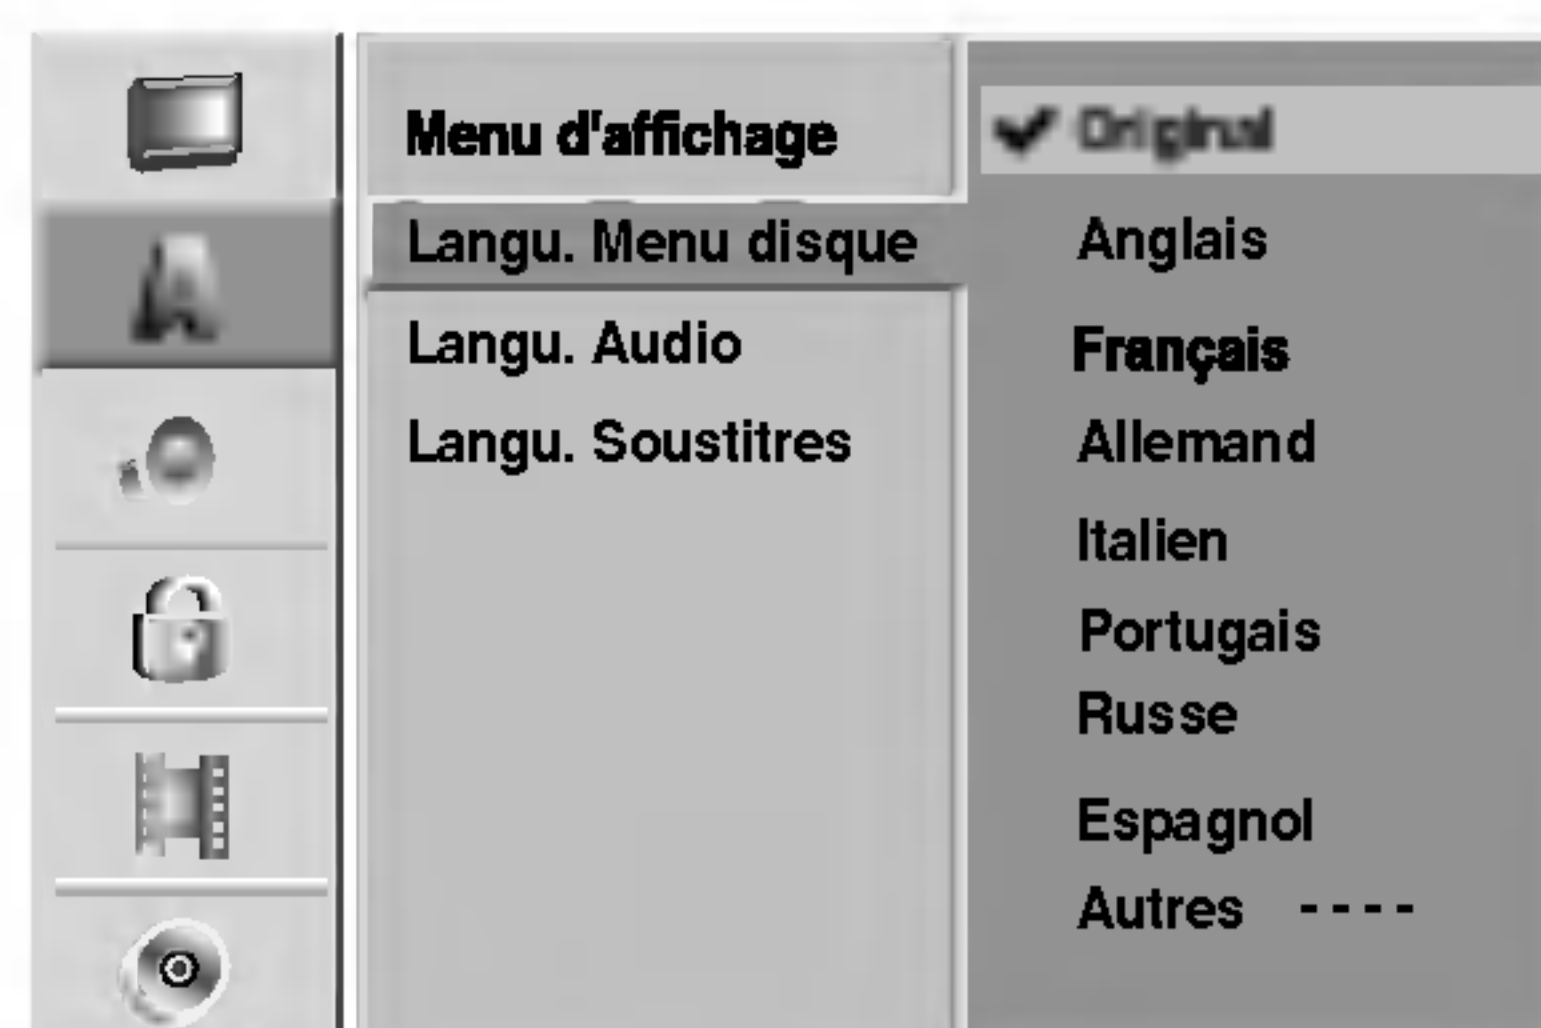 Menu d'affichage
Langu. Menu disque
Langu. Audio
Langu. Soustitres
Original
Anglais
Français
Allemand
Italien
Portugais
Russe
Espagnol
Autres ----